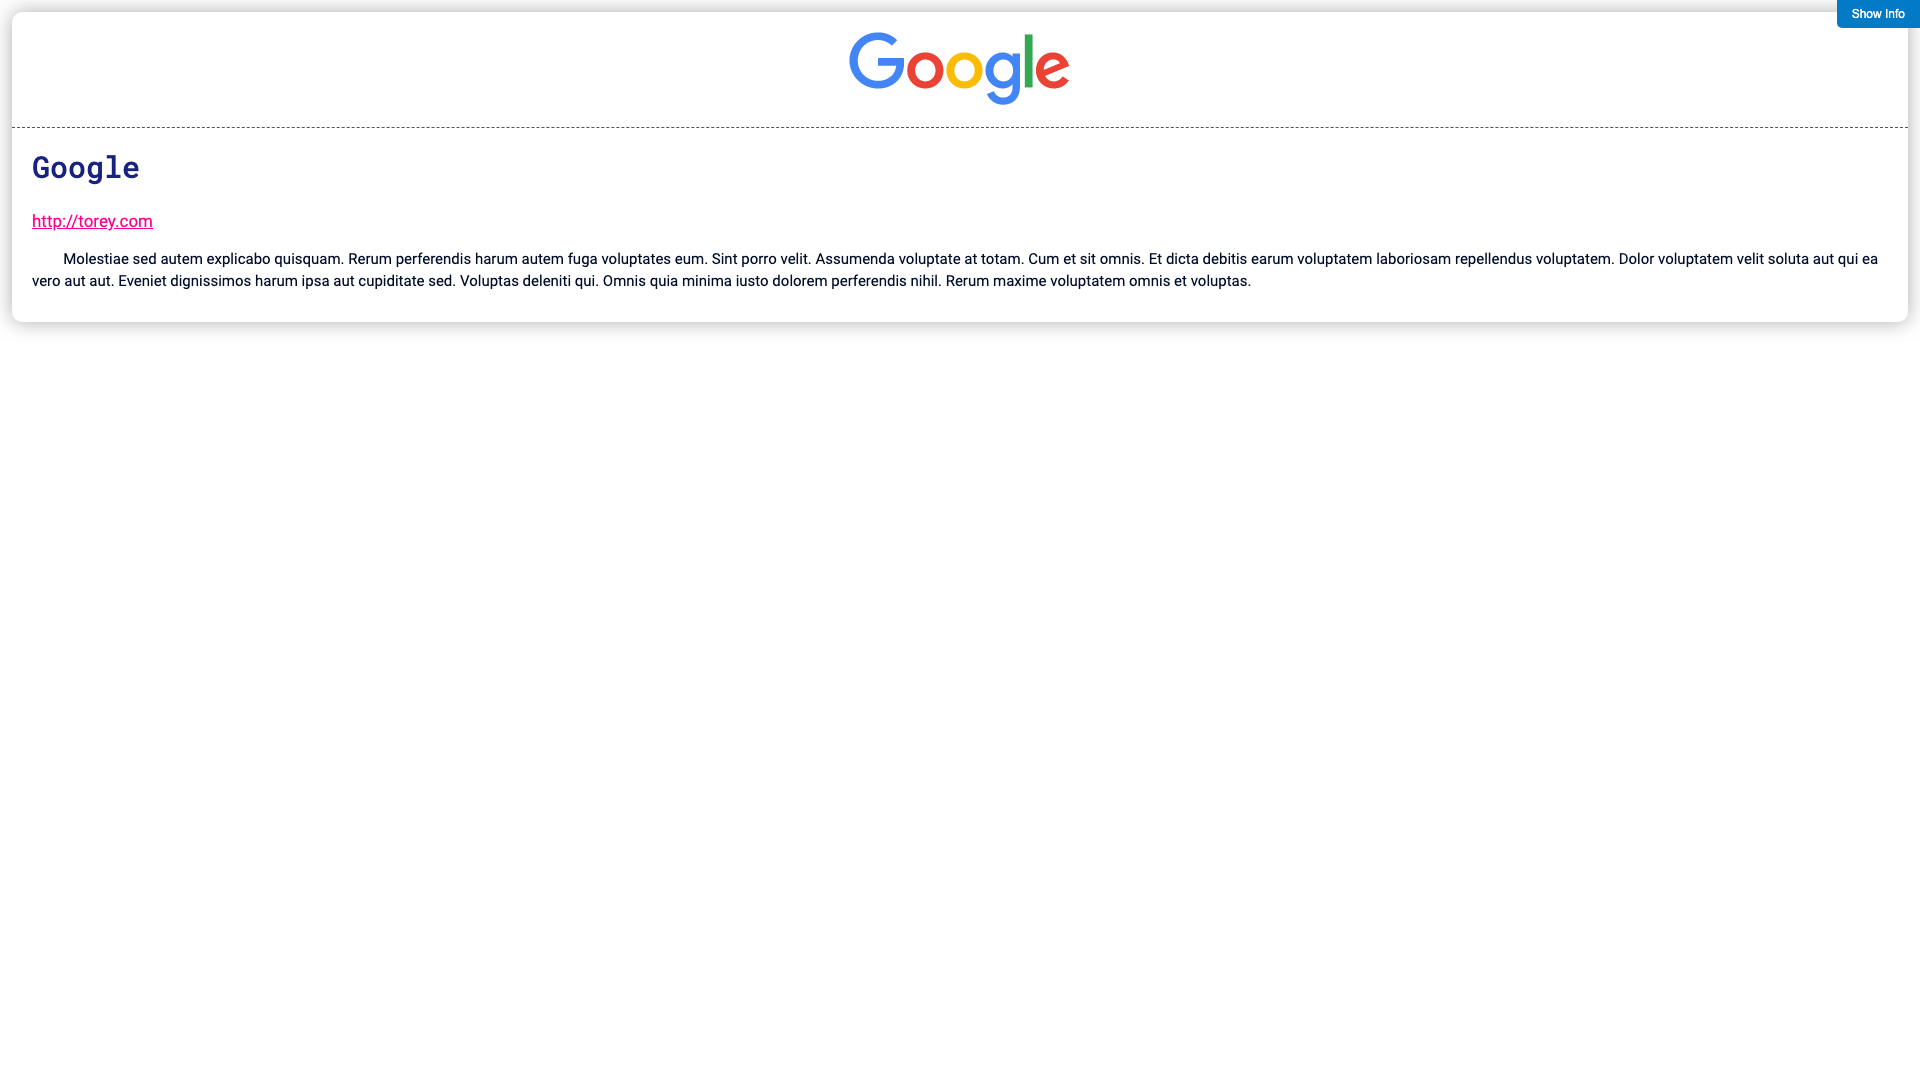 Show Info
Google
Google
http://torey.com
Molestiae sed autem explicabo quisquam. Rerum perferendis harum autem fuga voluptates eum. Sint porro velit. Assumenda voluptate at totam. Cum et sit omnis. Et dicta debitis earum voluptatem laboriosam repellendus voluptatem. Dolor voluptatem velit soluta aut qui ea
vero aut aut. Eveniet dignissimos harum ipsa aut cupiditate sed. Voluptas deleniti qui. Omnis quia minima iusto dolorem perferendis nihil. Rerum maxime voluptatem omnis et voluptas.